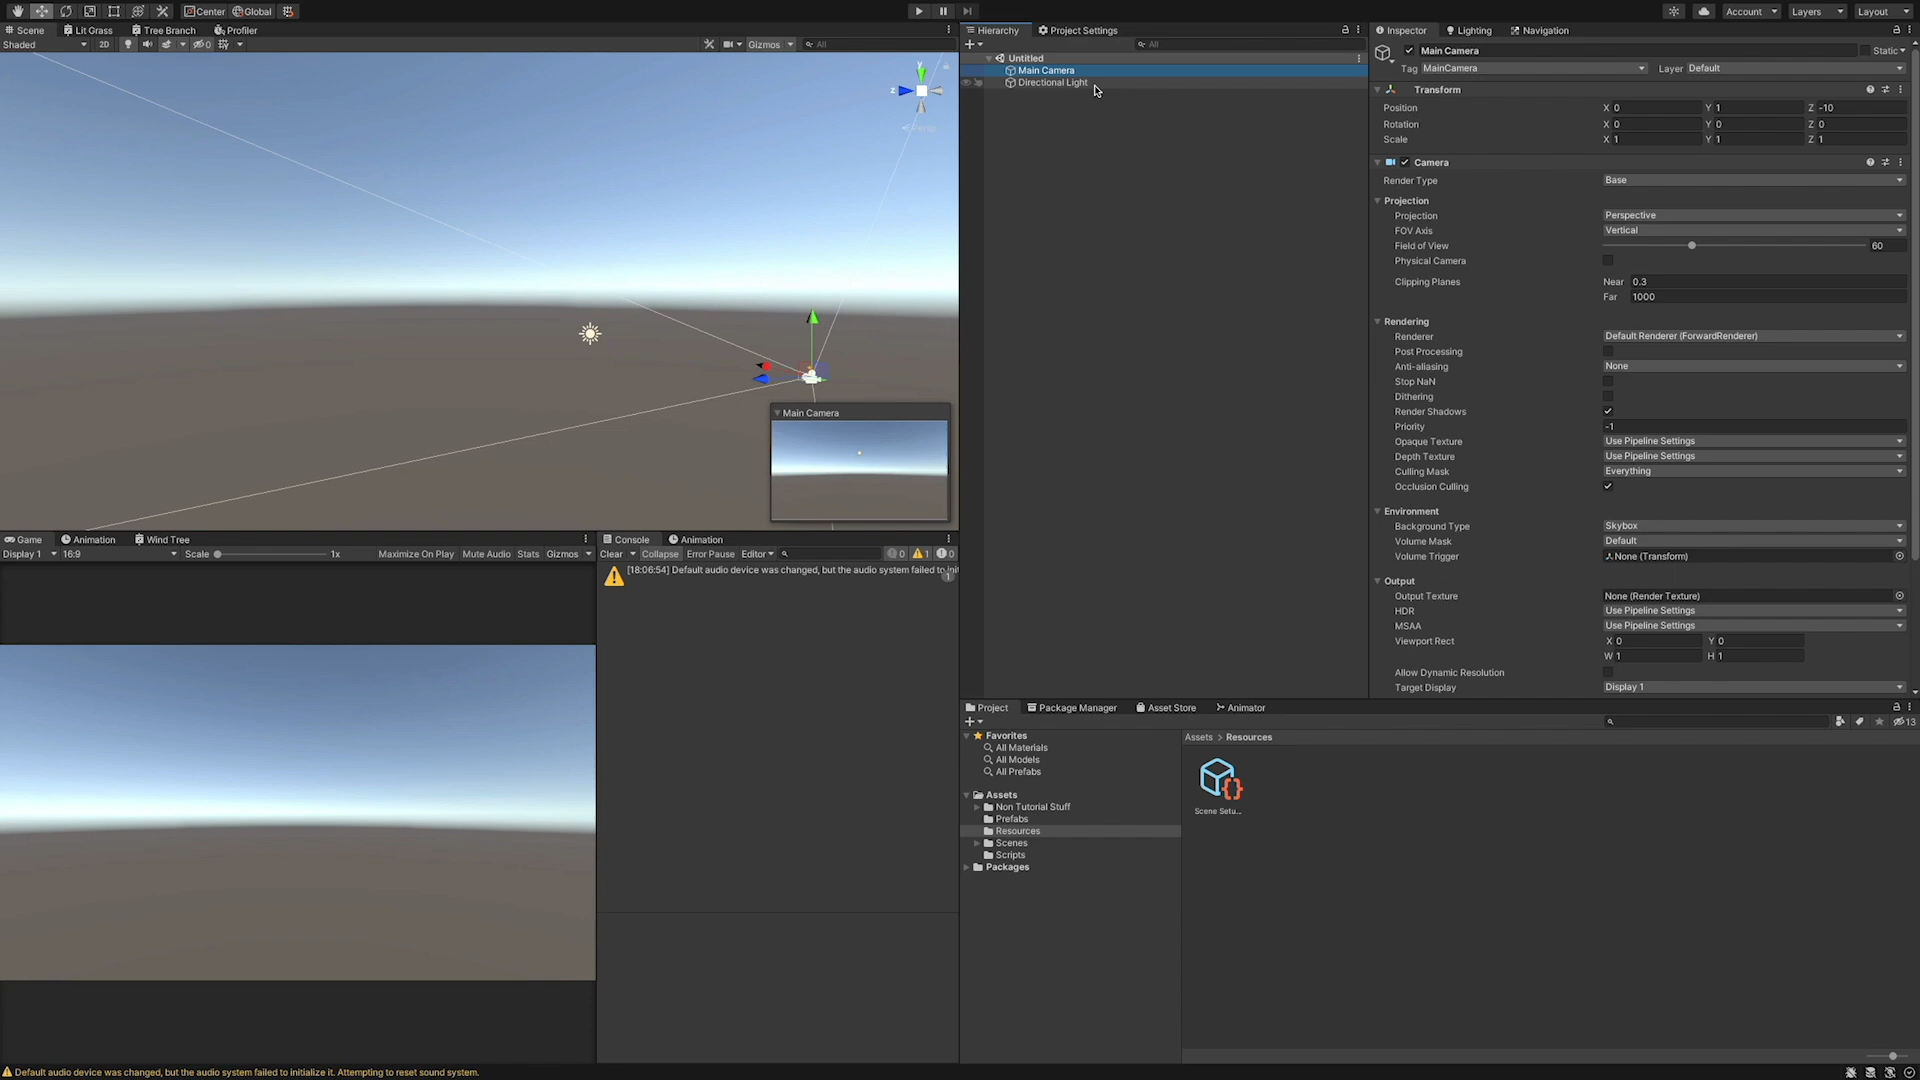 Center Global Account Layers Layout
Scene Lit Grass Tree Branch Profiler
Shaded 2D 0 Gizmos All
y
z
Persp
Main Camera
Game Animation Wind Tree
Display 1 16:9 Scale 1x Maximize On Play Mute Audio Stats Gizmos
Console Animation
Clear Collapse Error Pause Editor 0 1 0
[18:06:54] Default audio device was changed, but the audio system failed to init
1
Hierarchy Project Settings
All
Untitled
Main Camera
Directional Light
Inspector Lighting Navigation
Main Camera Static
Tag MainCamera Layer Default
Transform
Position X 0 Y 1 Z -10
Rotation X 0 Y 0 Z 0
Scale X 1 Y 1 Z 1
Camera
Render Type Base
Projection
Projection Perspective
FOV Axis Vertical
Field of View 60
Physical Camera
Clipping Planes Near 0.3
Far 1000
Rendering
Renderer Default Renderer (ForwardRenderer)
Post Processing
Anti-aliasing None
Stop NaN
Dithering
Render Shadows
Priority -1
Opaque Texture Use Pipeline Settings
Depth Texture Use Pipeline Settings
Culling Mask Everything
Occlusion Culling
Environment
Background Type Skybox
Volume Mask Default
Volume Trigger None (Transform)
Output
Output Texture None (Render Texture)
HDR Use Pipeline Settings
MSAA Use Pipeline Settings
Viewport Rect X 0 Y 0
W 1 H 1
Allow Dynamic Resolution
Target Display Display 1
Project Package Manager Asset Store Animator
13
Favorites
All Materials
All Models
All Prefabs
Assets
Non Tutorial Stuff
Prefabs
Resources
Scenes
Scripts
Packages
Assets > Resources
Scene Setu...
Default audio device was changed, but the audio system failed to initialize it. Attempting to reset sound system.